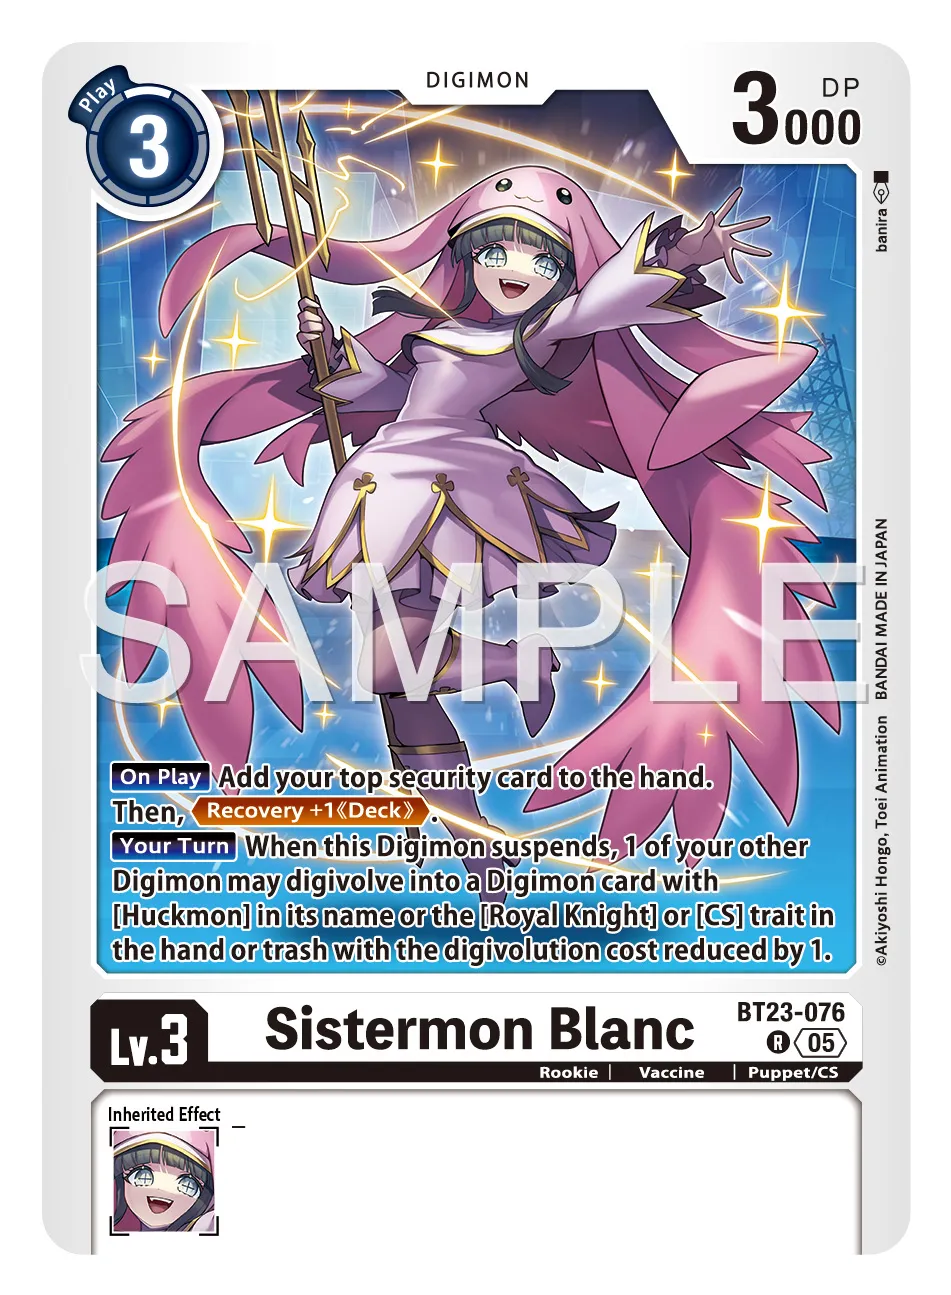 DIGIMON
Play
3
3000
DP
banira
SAMPLE
On Play Add your top security card to the hand.
Then, Recovery +1《Deck》.
Your Turn When this Digimon suspends, 1 of your other
Digimon may digivolve into a Digimon card with
[Huckmon] in its name or the [Royal Knight] or [CS] trait in
the hand or trash with the digivolution cost reduced by 1.
©Akiyoshi Hongo, Toei Animation BANDAI MADE IN JAPAN
Lv.3
Sistermon Blanc
BT23-076
R 05
Rookie | Vaccine | Puppet/CS
Inherited Effect –